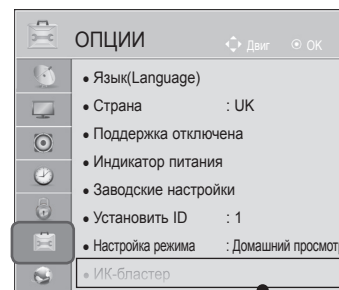 ОПЦИИ
Двиг OK
• Язык(Language)
• Страна : UK
• Поддержка отключена
• Индикатор питания
• Заводские настройки
• Установить ID : 1
• Настройка режима : Домашний просмотр
• ИК-бластер